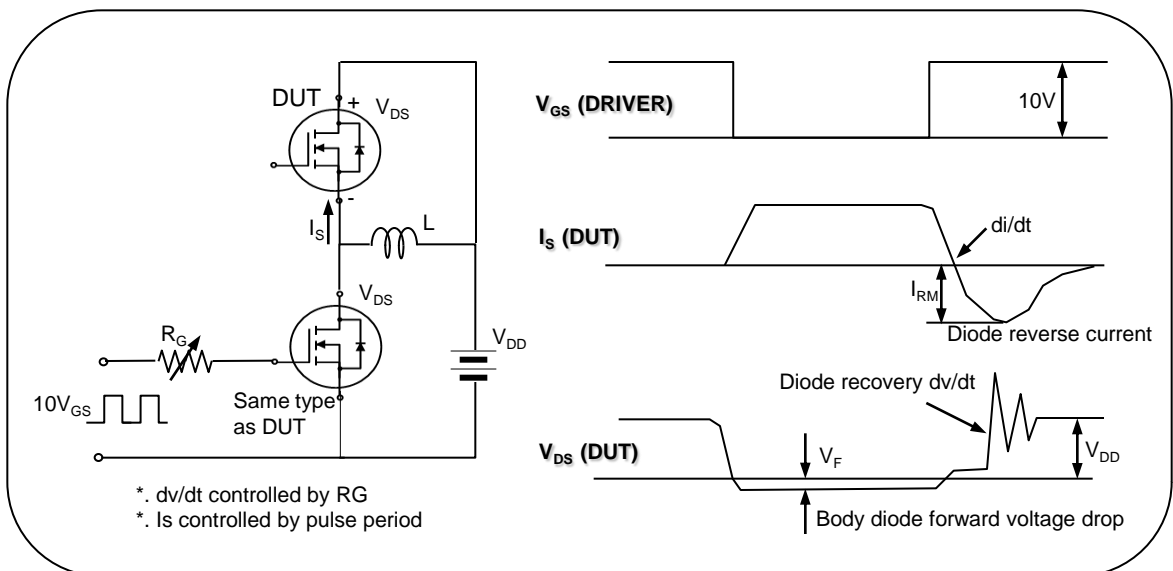 DUT
+
V_DS
-
I_S
L
V_DS
R_G
V_DD
10V_GS
Same type
as DUT
*. dv/dt controlled by RG
*. Is controlled by pulse period
V_GS (DRIVER)
10V
I_S (DUT)
di/dt
I_RM
Diode reverse current
Diode recovery dv/dt
V_DS (DUT)
V_F
V_DD
Body diode forward voltage drop